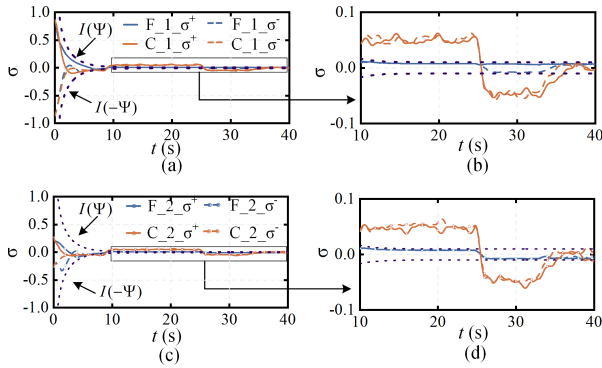 1.0
0.5
0.0
-0.5
-1.0
σ
I(Ψ)
I(−Ψ)
F_1_σ⁺ F_1_σ⁻
C_1_σ⁺ C_1_σ⁻
0 10 20 30 40
t (s)
(a)
0.1
0.0
-0.1
10 20 30 40
t (s)
(b)
1.0
0.5
0.0
-0.5
-1.0
σ
I(Ψ)
I(−Ψ)
F_2_σ⁺ F_2_σ⁻
C_2_σ⁺ C_2_σ⁻
0 10 20 30 40
t (s)
(c)
0.1
0.0
-0.1
10 20 30 40
t (s)
(d)